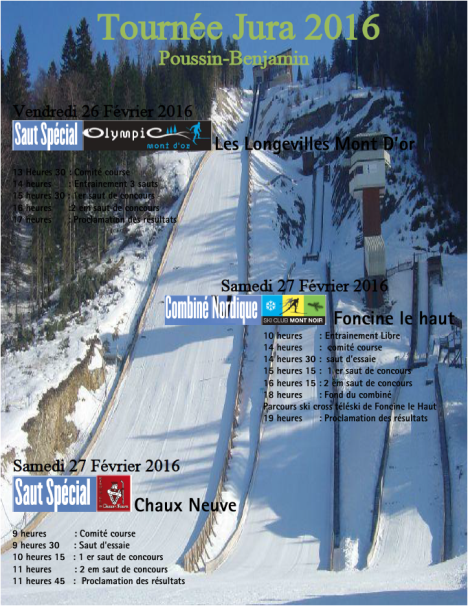 Tournée Jura 2016
Poussin-Benjamin
Vendredi 26 Février 2016
Saut Spécial OlympiC mont d'or Les Longevilles Mont D'or
13 Heures 30 : Comité course
14 heures : Entrainement 3 sauts
15 heures 30 : 1er saut de concours
16 heures : 2 em saut de concours
17 heures : Proclamation des résultats
Samedi 27 Février 2016
Combiné Nordique SKI CLUB MONT NOIR Foncine le haut
10 heures : Entrainement Libre
14 heures : comité course
14 heures 30 : saut d'essaie
15 heures 15 : 1 er saut de concours
16 heures 15 : 2 em saut de concours
18 heures : Fond du combiné
Parcours ski cross téléski de Foncine le Haut
19 heures : Proclamation des résultats
Samedi 27 Février 2016
Saut Spécial Chaux Neuve
9 heures : Comité course
9 heures 30 : Saut d'essaie
10 heures 15 : 1 er saut de concours
11 heures : 2 em saut de concours
11 heures 45 : Proclamation des résultats